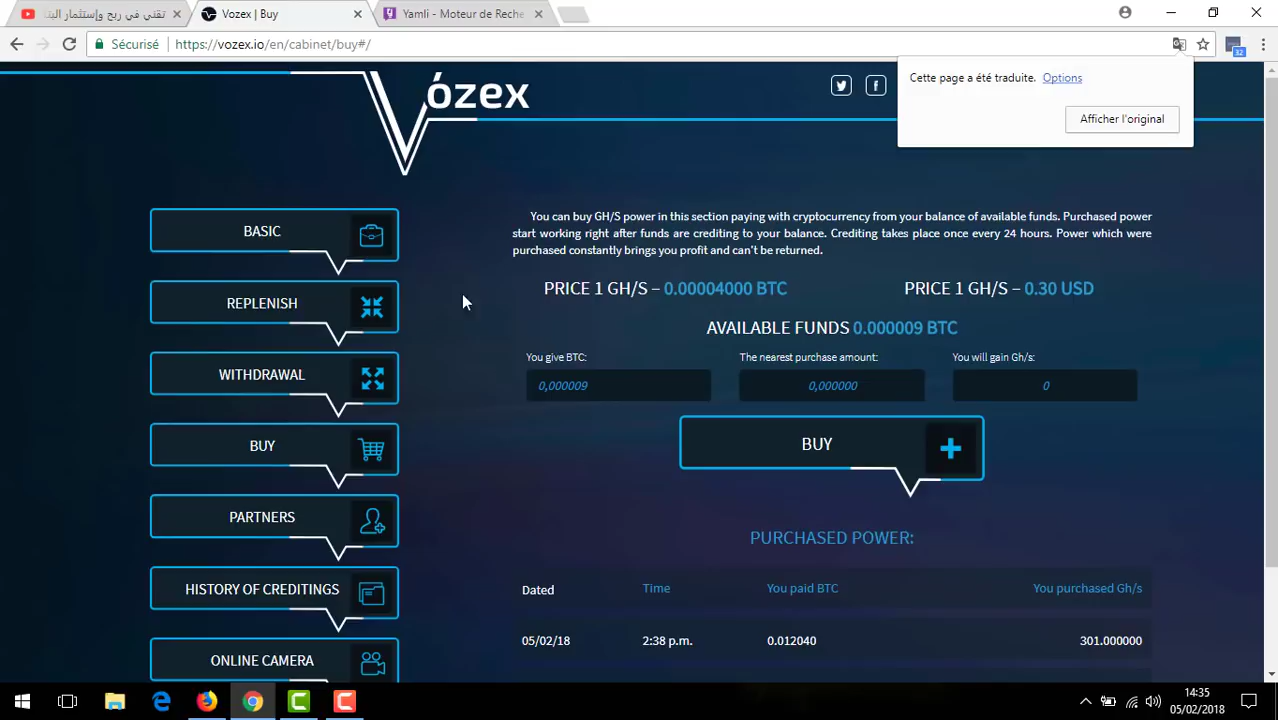 تقني في ربح وإستثمار البتا
Vozex | Buy
Yamli - Moteur de Reche
Sécurisé
https://vozex.io/en/cabinet/buy#/
32
Cette page a été traduite. Options
Afficher l'original
Vózex
BASIC
REPLENISH
WITHDRAWAL
BUY
PARTNERS
HISTORY OF CREDITINGS
ONLINE CAMERA
You can buy GH/S power in this section paying with cryptocurrency from your balance of available funds. Purchased power
start working right after funds are crediting to your balance. Crediting takes place once every 24 hours. Power which were
purchased constantly brings you profit and can't be returned.
PRICE 1 GH/S – 0.00004000 BTC
PRICE 1 GH/S – 0.30 USD
AVAILABLE FUNDS 0.000009 BTC
You give BTC:
The nearest purchase amount:
You will gain Gh/s:
0,000009
0,000000
0
BUY
PURCHASED POWER:
Dated
Time
You paid BTC
You purchased Gh/s
05/02/18
2:38 p.m.
0.012040
301.000000
14:35
05/02/2018